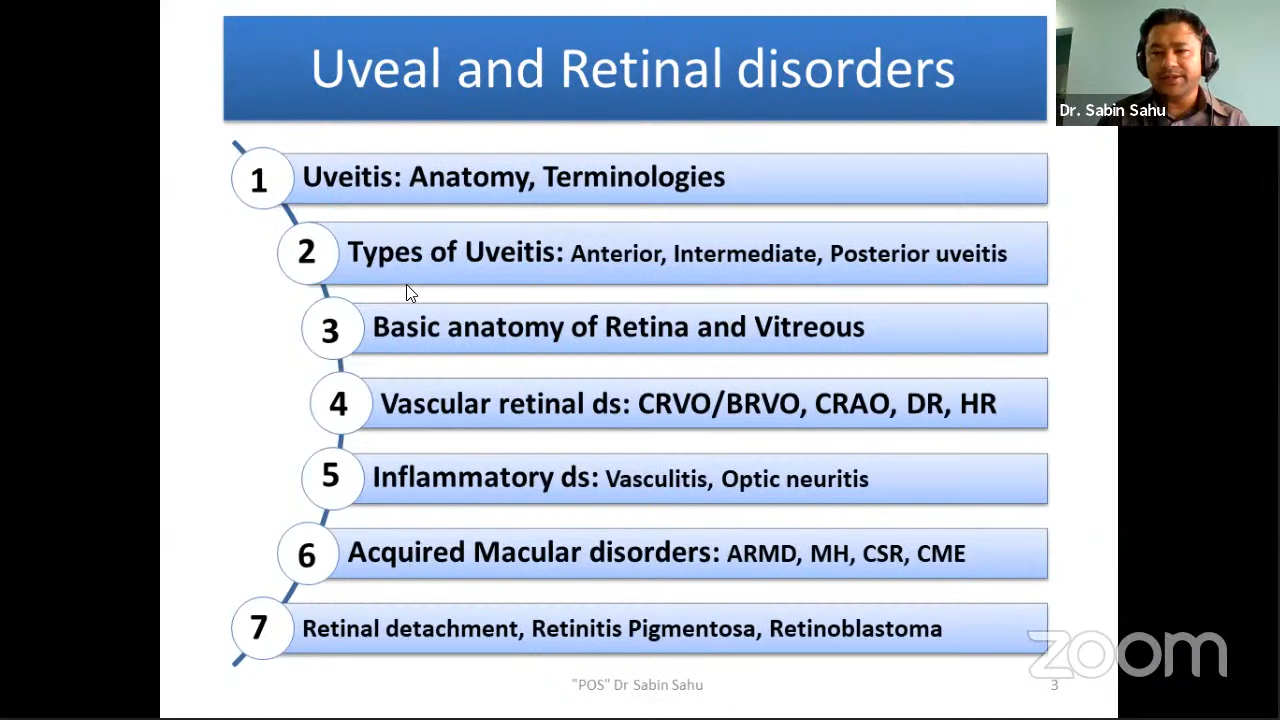 Uveal and Retinal disorders
Dr. Sabin Sahu
1 Uveitis: Anatomy, Terminologies
2 Types of Uveitis: Anterior, Intermediate, Posterior uveitis
3 Basic anatomy of Retina and Vitreous
4 Vascular retinal ds: CRVO/BRVO, CRAO, DR, HR
5 Inflammatory ds: Vasculitis, Optic neuritis
6 Acquired Macular disorders: ARMD, MH, CSR, CME
7 Retinal detachment, Retinitis Pigmentosa, Retinoblastoma
zoom
"POS" Dr Sabin Sahu
3